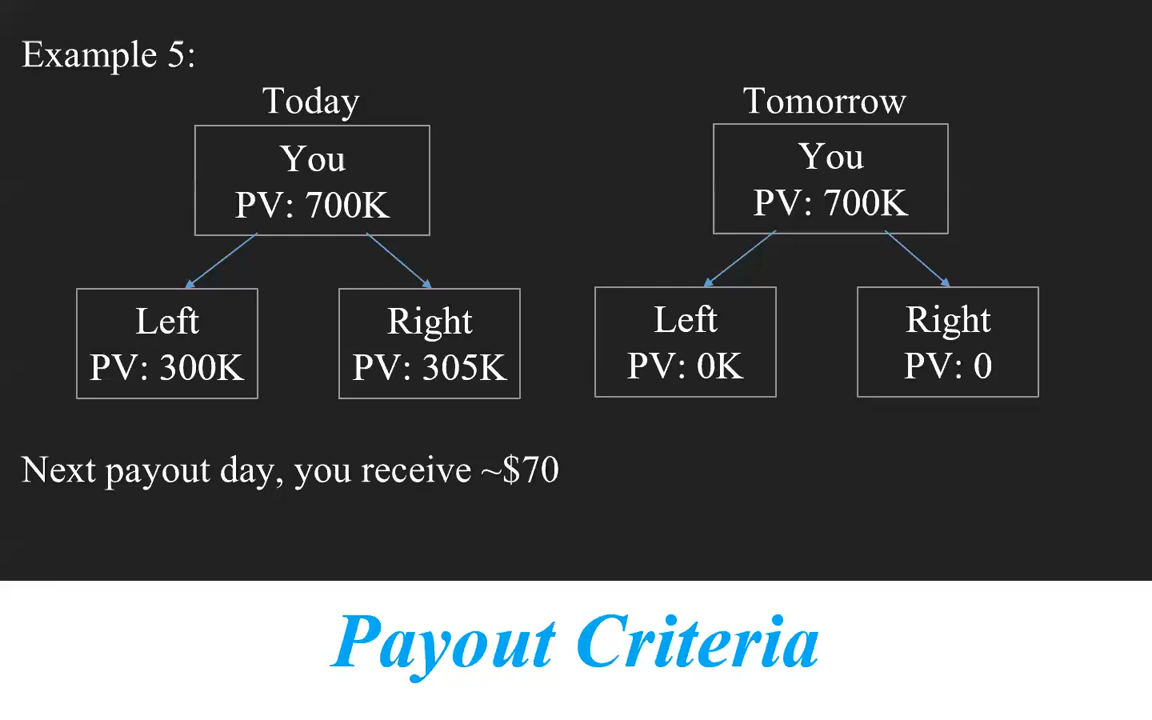 Example 5:
Today
You
PV: 700K
Left
PV: 300K
Right
PV: 305K
Tomorrow
You
PV: 700K
Left
PV: 0K
Right
PV: 0
Next payout day, you receive ~$70
Payout Criteria